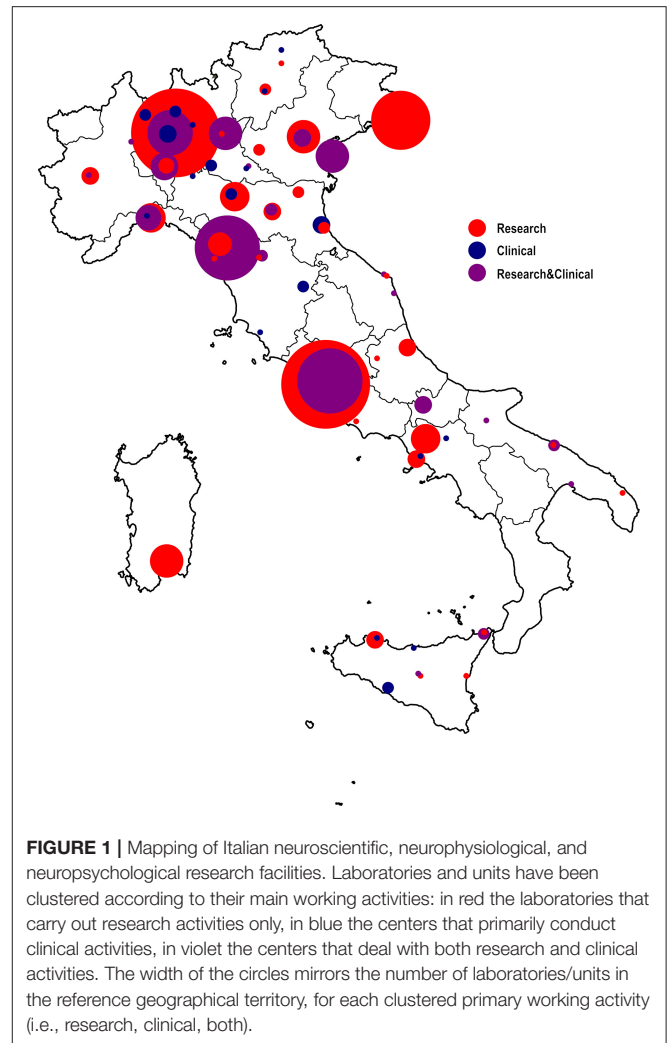 Research
Clinical
Research&Clinical
FIGURE 1 | Mapping of Italian neuroscientific, neurophysiological, and
neuropsychological research facilities. Laboratories and units have been
clustered according to their main working activities: in red the laboratories that
carry out research activities only, in blue the centers that primarily conduct
clinical activities, in violet the centers that deal with both research and clinical
activities. The width of the circles mirrors the number of laboratories/units in
the reference geographical territory, for each clustered primary working activity
(i.e., research, clinical, both).